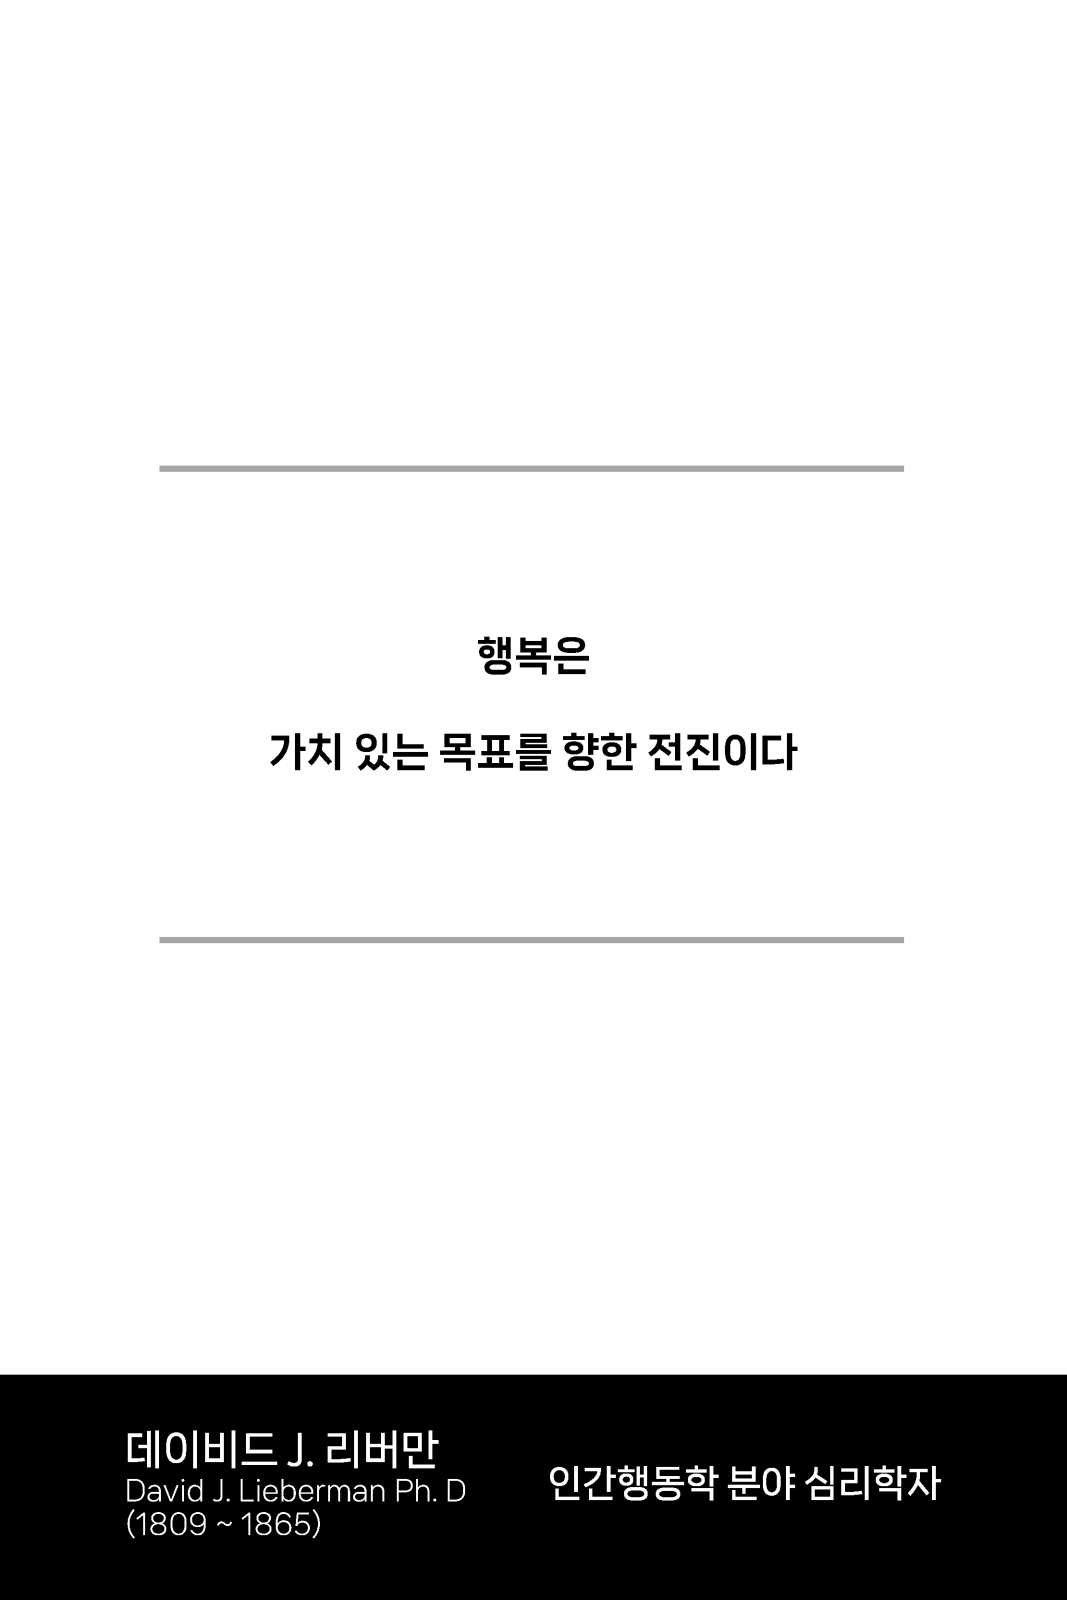 행복은
가치 있는 목표를 향한 전진이다
데이비드 J. 리버만
David J. Lieberman Ph. D
(1809 ~ 1865)
인간행동학 분야 심리학자